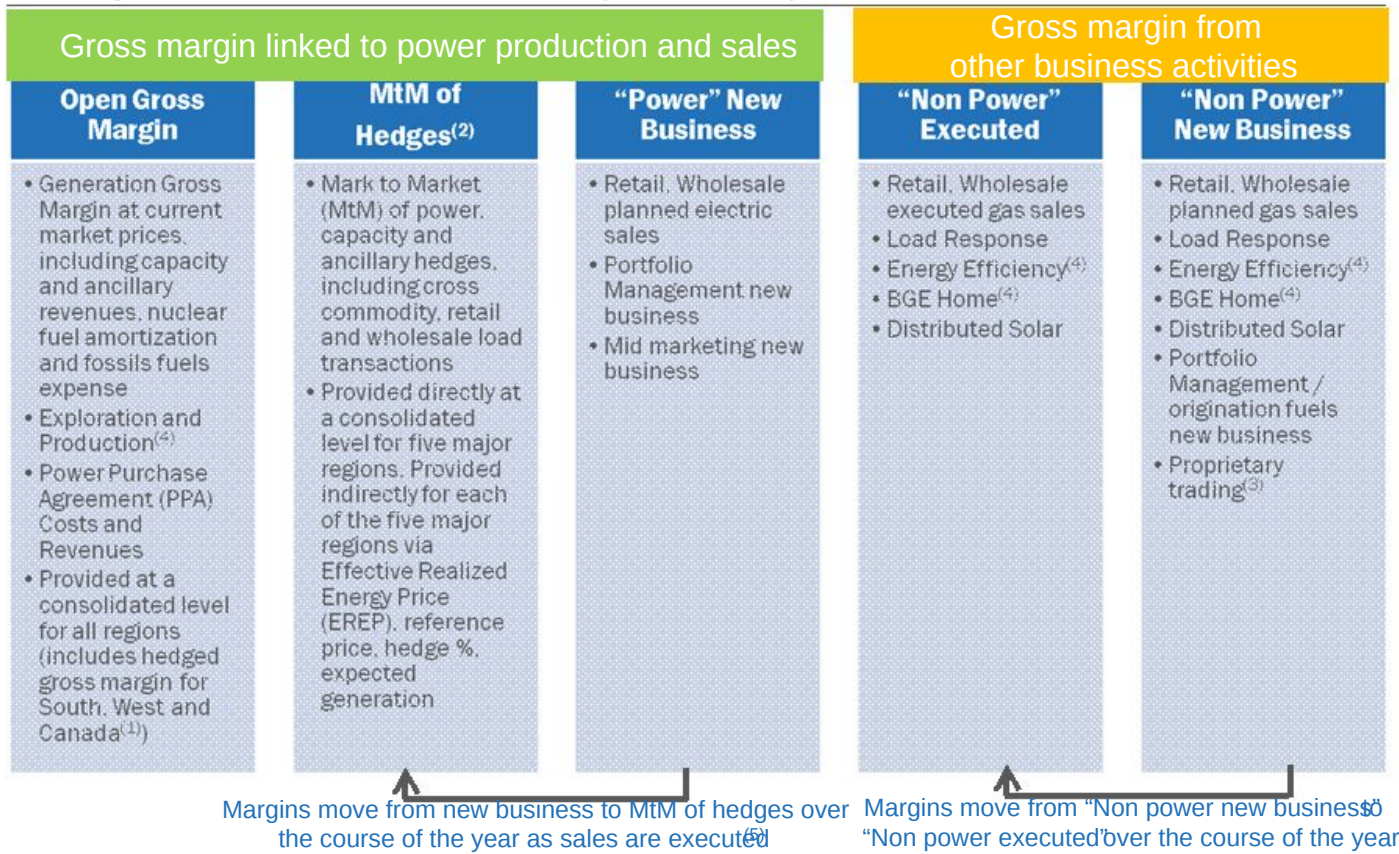 Gross margin linked to power production and sales
Gross margin from
other business activities
Open Gross
Margin
• Generation Gross
Margin at current
market prices,
including capacity
and ancillary
revenues, nuclear
fuel amortization
and fossils fuels
expense
• Exploration and
Production(4)
• Power Purchase
Agreement (PPA)
Costs and
Revenues
• Provided at a
consolidated level
for all regions
(includes hedged
gross margin for
South, West and
Canada(1))
MtM of
Hedges(2)
• Mark to Market
(MtM) of power,
capacity and
ancillary hedges,
including cross
commodity, retail
and wholesale load
transactions
• Provided directly at
a consolidated
level for five major
regions. Provided
indirectly for each
of the five major
regions via
Effective Realized
Energy Price
(EREP), reference
price, hedge %,
expected
generation
“Power” New
Business
• Retail, Wholesale
planned electric
sales
• Portfolio
Management new
business
• Mid marketing new
business
“Non Power”
Executed
• Retail, Wholesale
executed gas sales
• Load Response
• Energy Efficiency(4)
• BGE Home(4)
• Distributed Solar
“Non Power”
New Business
• Retail, Wholesale
planned gas sales
• Load Response
• Energy Efficiency(4)
• BGE Home(4)
• Distributed Solar
• Portfolio
Management /
origination fuels
new business
• Proprietary
trading(3)
Margins move from new business to MtM of hedges over
the course of the year as sales are executed(5)
Margins move from “Non power new business” to
“Non power executed” over the course of the year